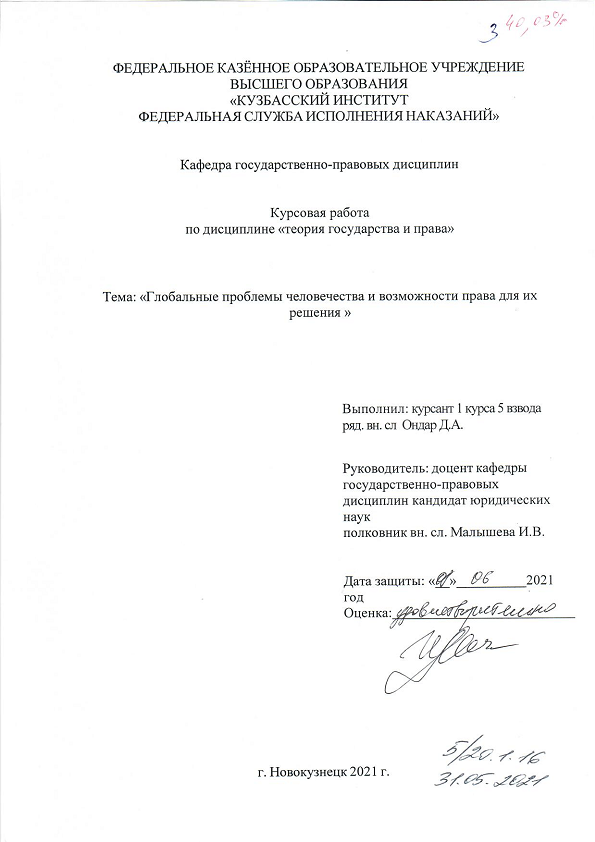 3 40,03%
ФЕДЕРАЛЬНОЕ КАЗЁННОЕ ОБРАЗОВАТЕЛЬНОЕ УЧРЕЖДЕНИЕ
ВЫСШЕГО ОБРАЗОВАНИЯ
«КУЗБАССКИЙ ИНСТИТУТ
ФЕДЕРАЛЬНАЯ СЛУЖБА ИСПОЛНЕНИЯ НАКАЗАНИЙ»
Кафедра государственно-правовых дисциплин
Курсовая работа
по дисциплине «теория государства и права»
Тема: «Глобальные проблемы человечества и возможности права для их
решения »
Выполнил: курсант 1 курса 5 взвода
ряд. вн. сл Ондар Д.А.
Руководитель: доцент кафедры
государственно-правовых
дисциплин кандидат юридических
наук
полковник вн. сл. Малышева И.В.
Дата защиты: « » 06 2021
год
Оценка: удовлетворительно
5/20.1.16
г. Новокузнецк 2021 г.
31.05.2021